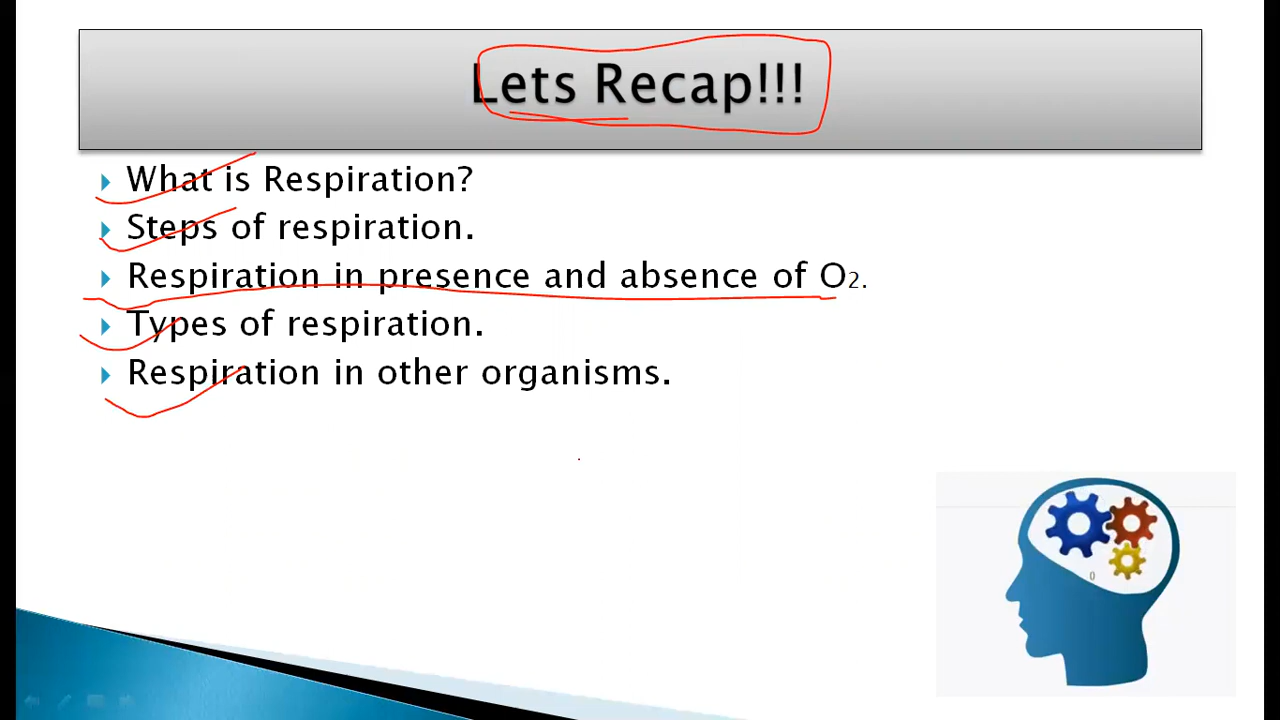 Lets Recap!!!
What is Respiration?
Steps of respiration.
Respiration in presence and absence of O2.
Types of respiration.
Respiration in other organisms.
0